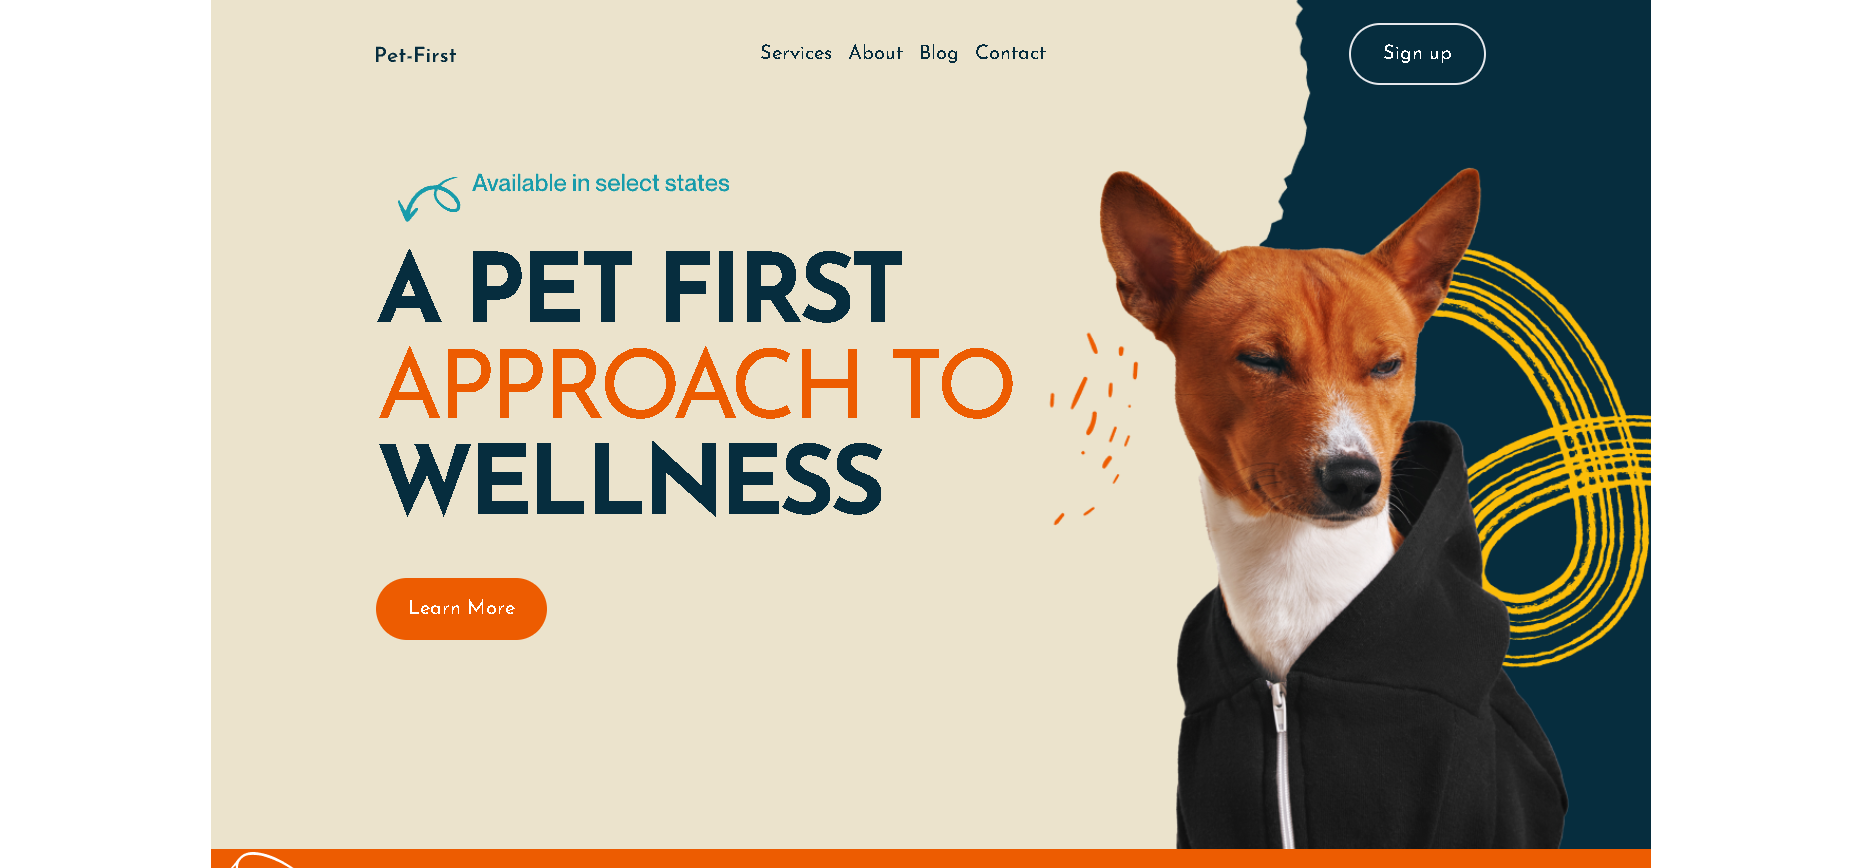 Pet-First
Services About Blog Contact
Sign up
Available in select states
A PET FIRST
APPROACH TO
WELLNESS
Learn More